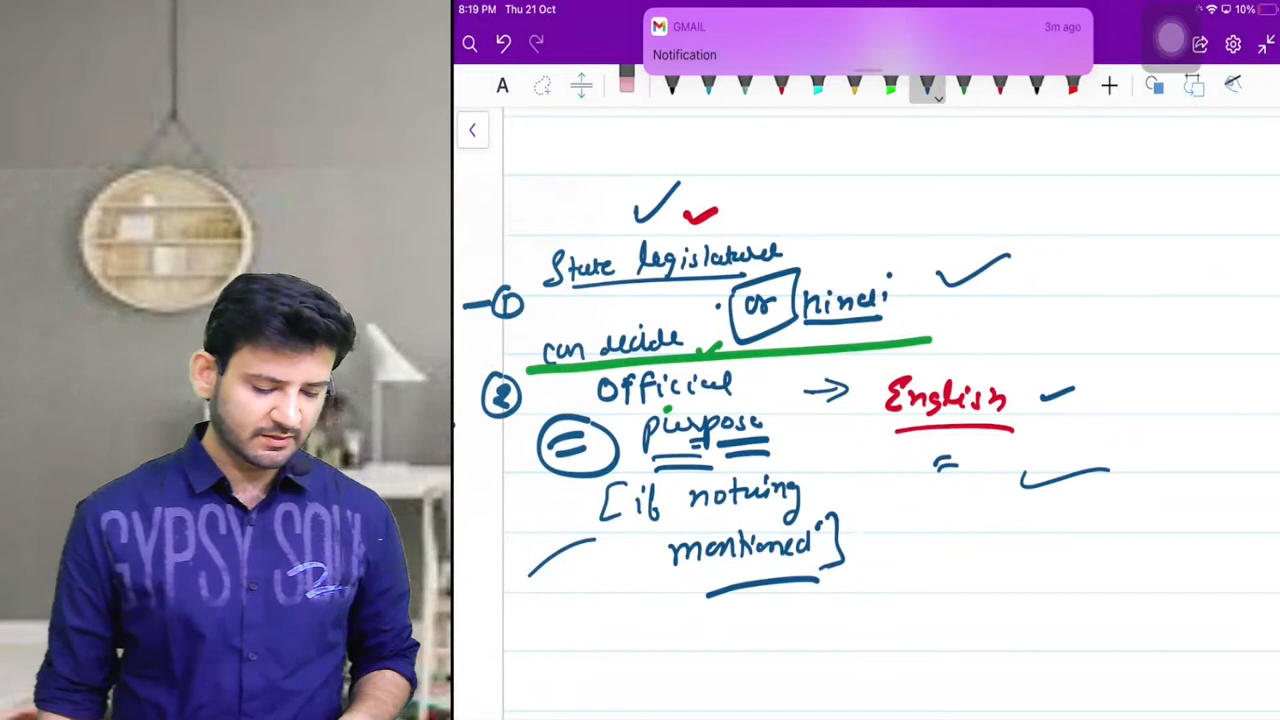 8:19 PM Thu 21 Oct
10%
GMAIL
3m ago
Notification
A
State legislature
①
or hindi
can decide
② Official → English
purpose
=
[if nothing
mentioned]
GYPSY SOUL